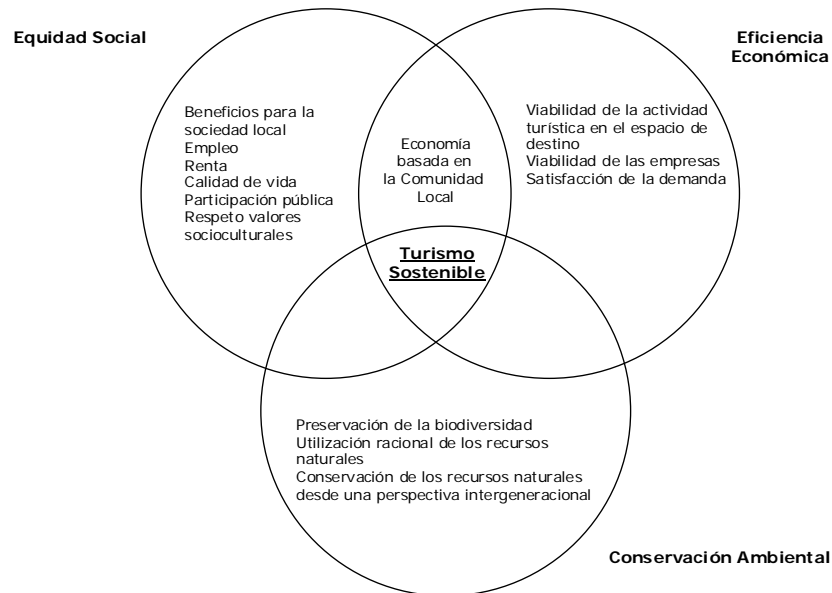 Equidad Social
Eficiencia
Económica
Beneficios para la
sociedad local
Empleo
Renta
Calidad de vida
Participación pública
Respeto valores
socioculturales
Economía
basada en
la Comunidad
Local
Viabilidad de la actividad
turística en el espacio de
destino
Viabilidad de las empresas
Satisfacción de la demanda
Turismo
Sostenible
Preservación de la biodiversidad
Utilización racional de los recursos
naturales
Conservación de los recursos naturales
desde una perspectiva intergeneracional
Conservación Ambiental